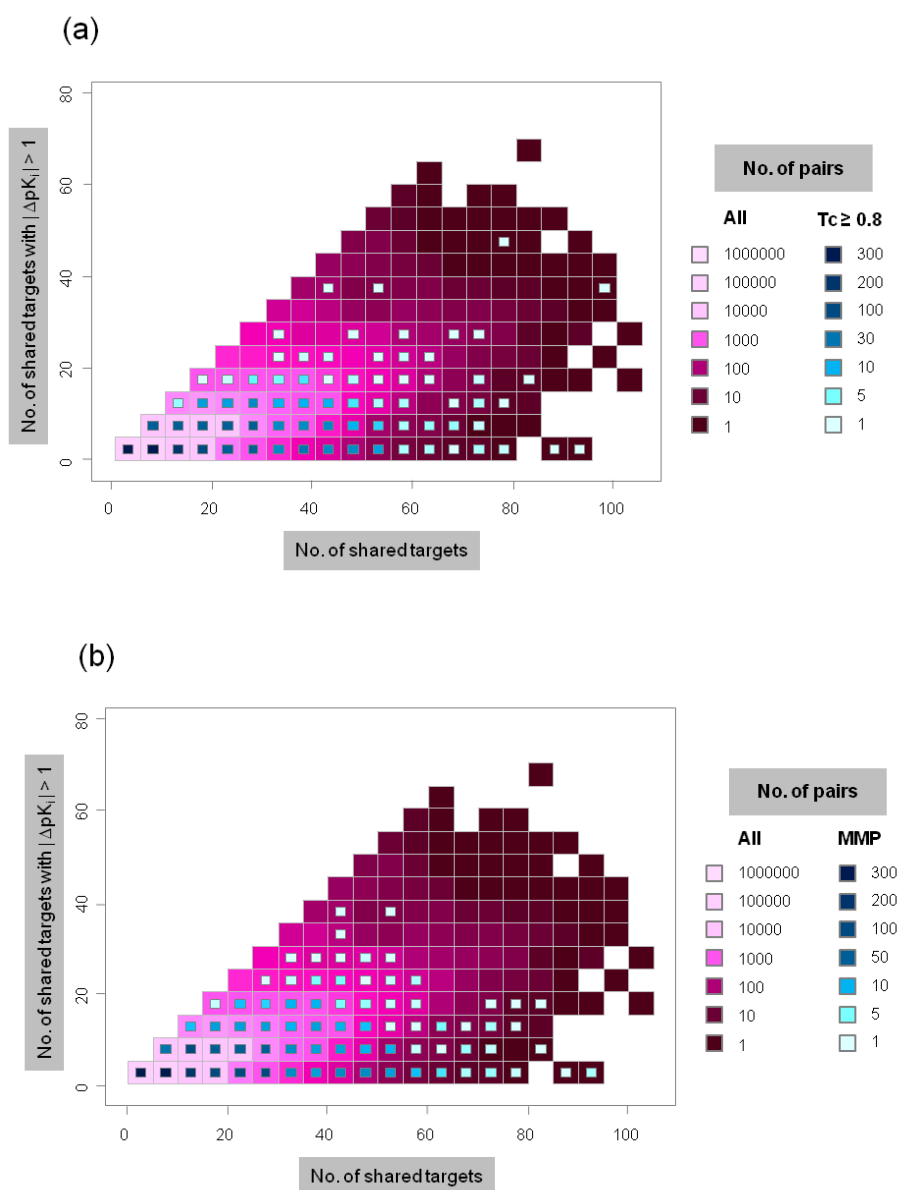 (a)
No. of shared targets with |ΔpKi| > 1
80
60
40
20
0
0 20 40 60 80 100
No. of shared targets
No. of pairs
All Tc ≥ 0.8
1000000 300
100000 200
10000 100
1000 30
100 10
10 5
1 1
(b)
No. of shared targets with |ΔpKi| > 1
80
60
40
20
0
0 20 40 60 80 100
No. of shared targets
No. of pairs
All MMP
1000000 300
100000 200
10000 100
1000 50
100 10
10 5
1 1